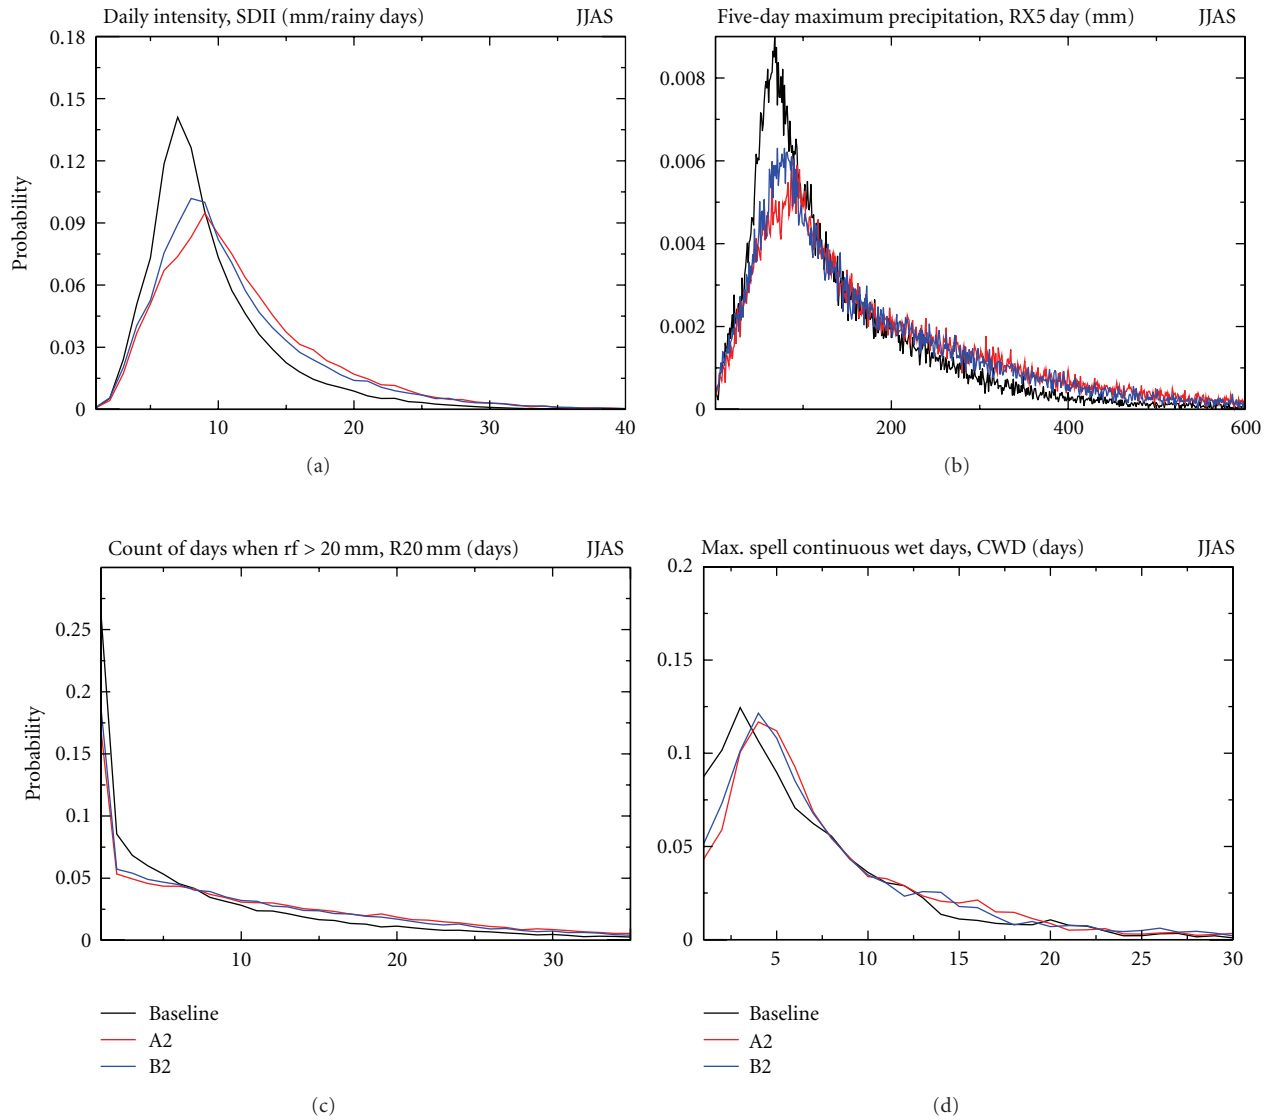 Daily intensity, SDII (mm/rainy days) JJAS
0.18
0.15
0.12
0.09
0.06
0.03
0
Probability
10 20 30 40
(a)
Five-day maximum precipitation, RX5 day (mm) JJAS
0.008
0.006
0.004
0.002
0
200 400 600
(b)
Count of days when rf > 20 mm, R20 mm (days) JJAS
0.25
0.2
0.15
0.1
0.05
0
Probability
10 20 30
Baseline
A2
B2
(c)
Max. spell continuous wet days, CWD (days) JJAS
0.2
0.15
0.1
0.05
0
5 10 15 20 25 30
Baseline
A2
B2
(d)